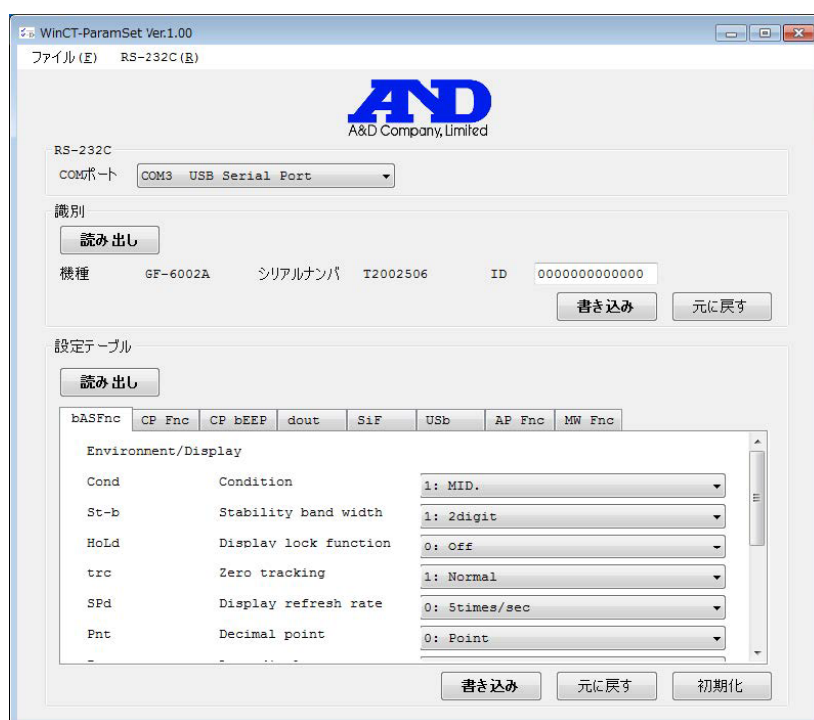 WinCT-ParamSet Ver.1.00
ファイル(F) RS-232C(R)
AND
A&D Company, Limited
RS-232C
COMポート COM3 USB Serial Port
識別
読み出し
機種 GF-6002A シリアルナンバ T2002506 ID 0000000000000
書き込み 元に戻す
設定テーブル
読み出し
bASFnc CP Fnc CP bEEP dout SiF USb AP Fnc MW Fnc
Environment/Display
Cond Condition 1: MID.
St-b Stability band width 1: 2digit
HoLd Display lock function 0: Off
trc Zero tracking 1: Normal
SPd Display refresh rate 0: 5times/sec
Pnt Decimal point 0: Point
書き込み 元に戻す 初期化